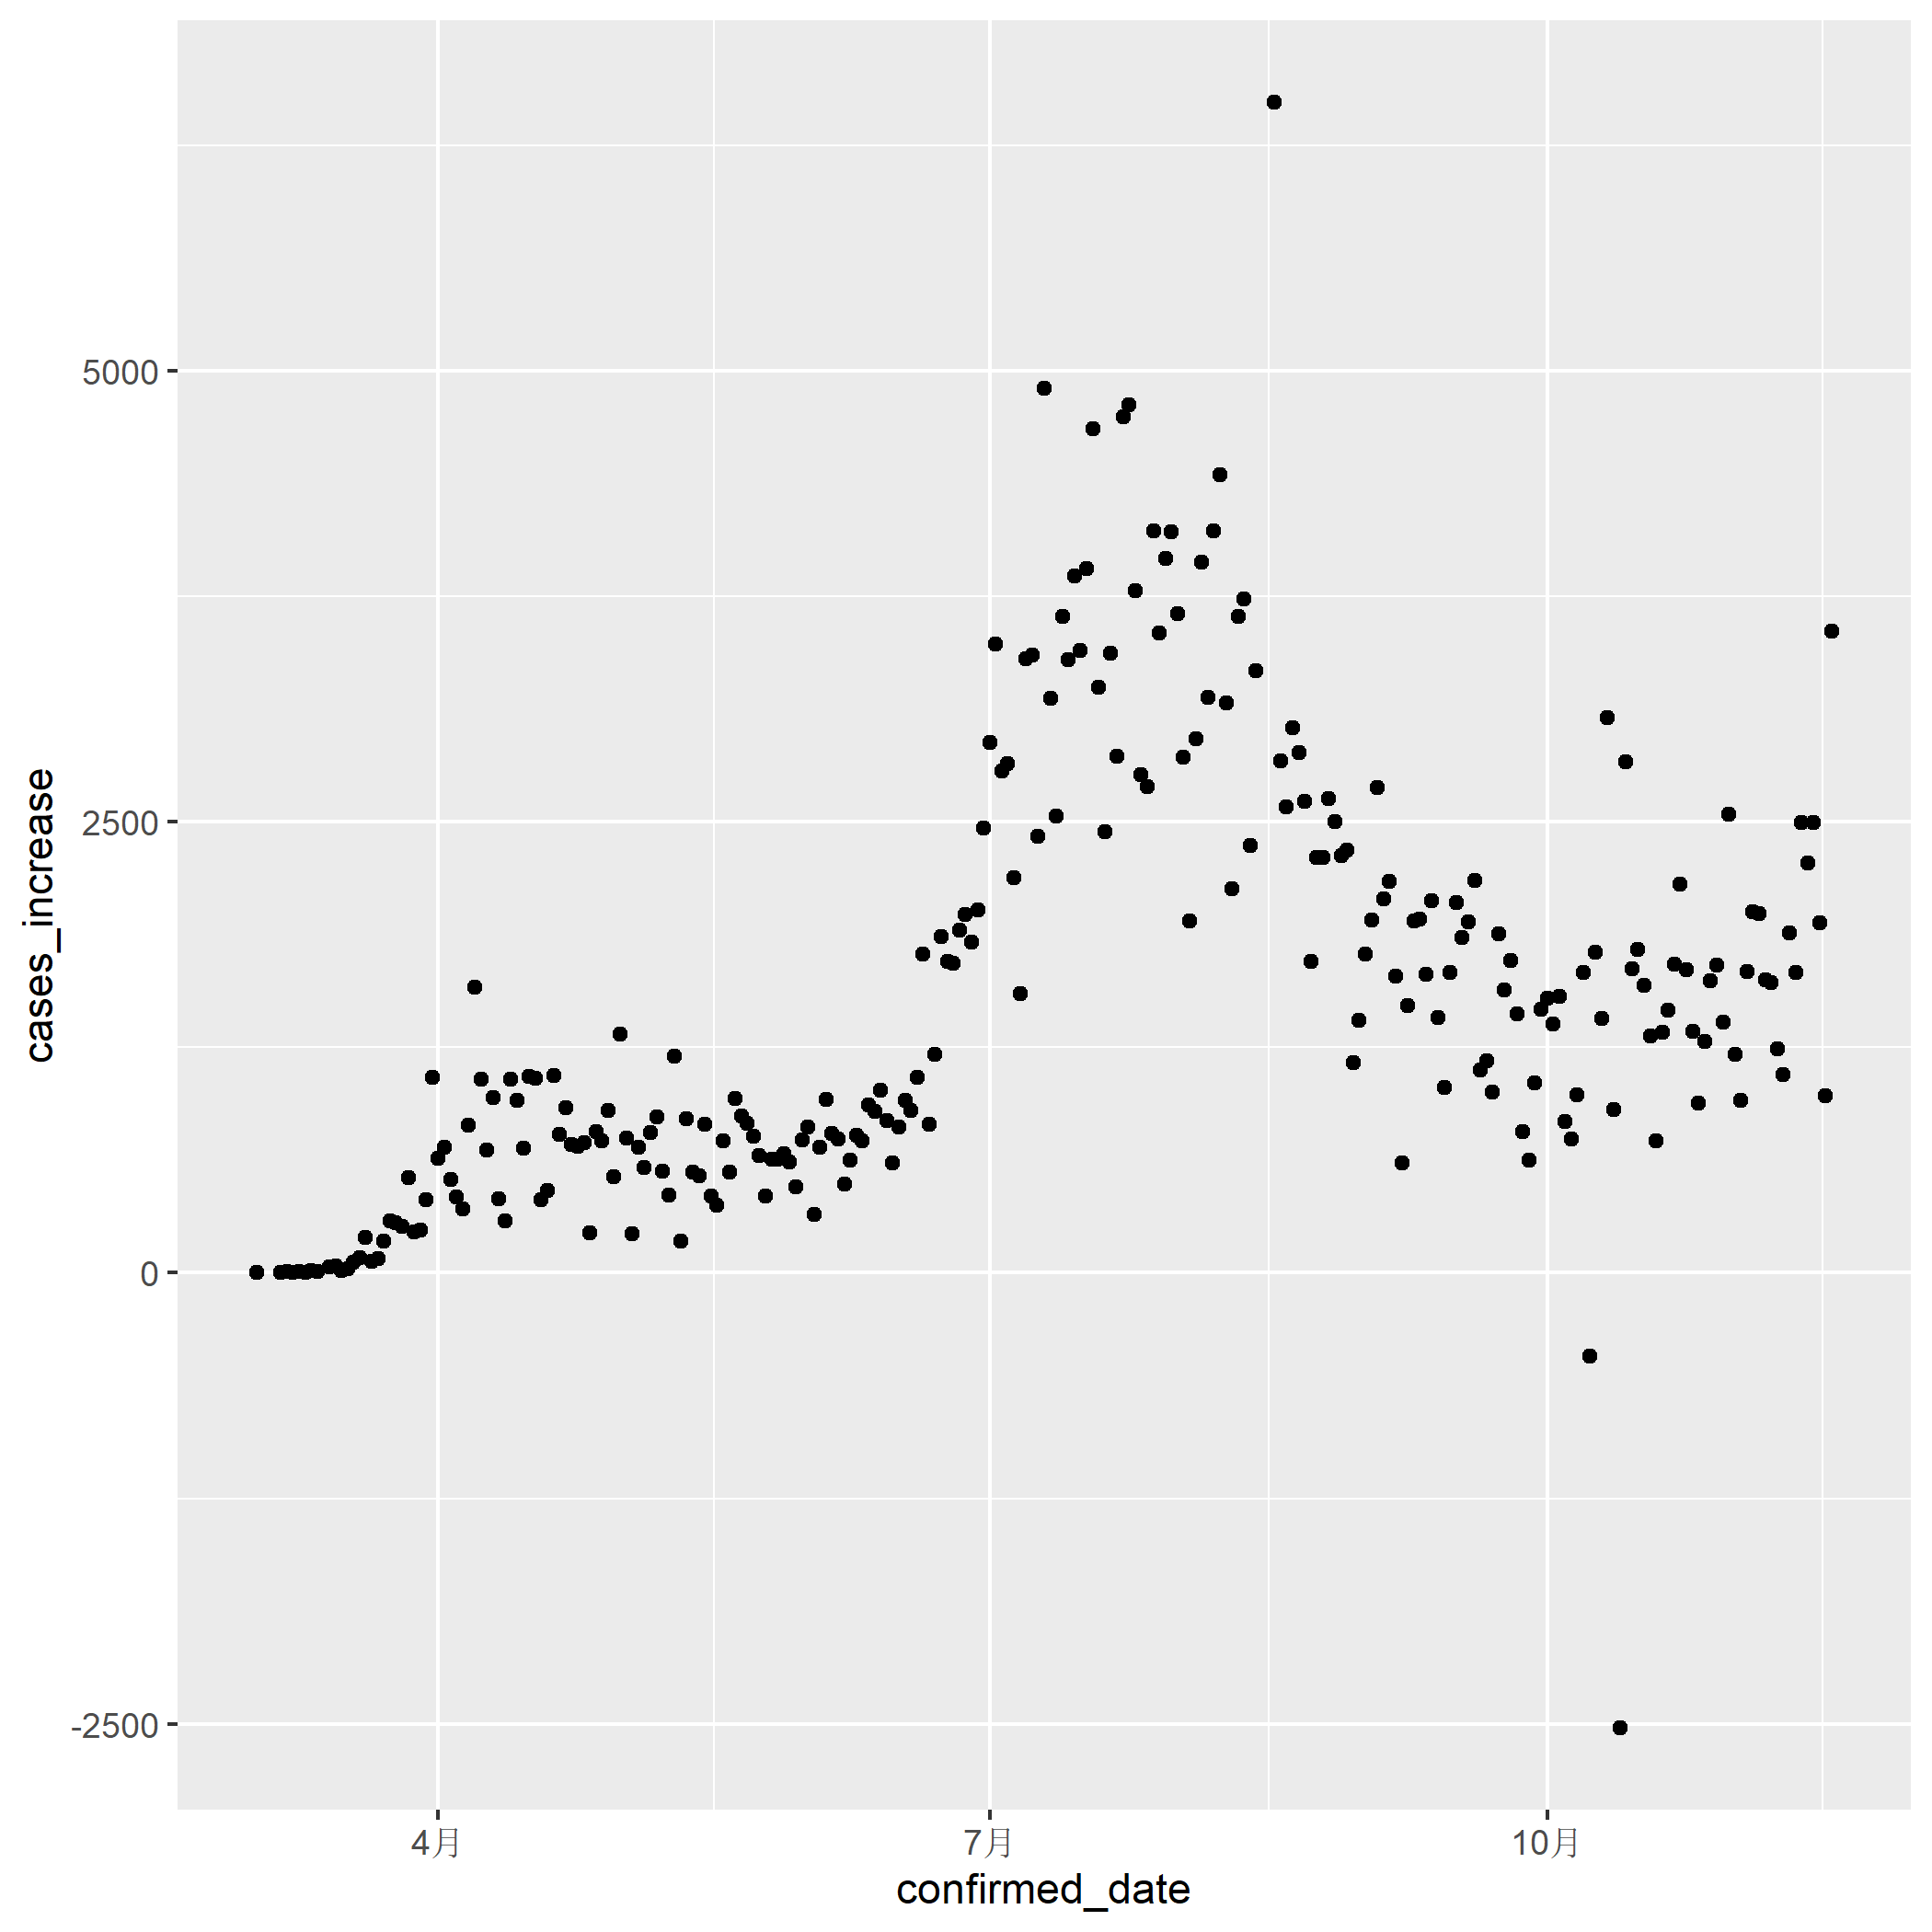 cases_increase
5000
2500
0
-2500
4月
7月
10月
confirmed_date